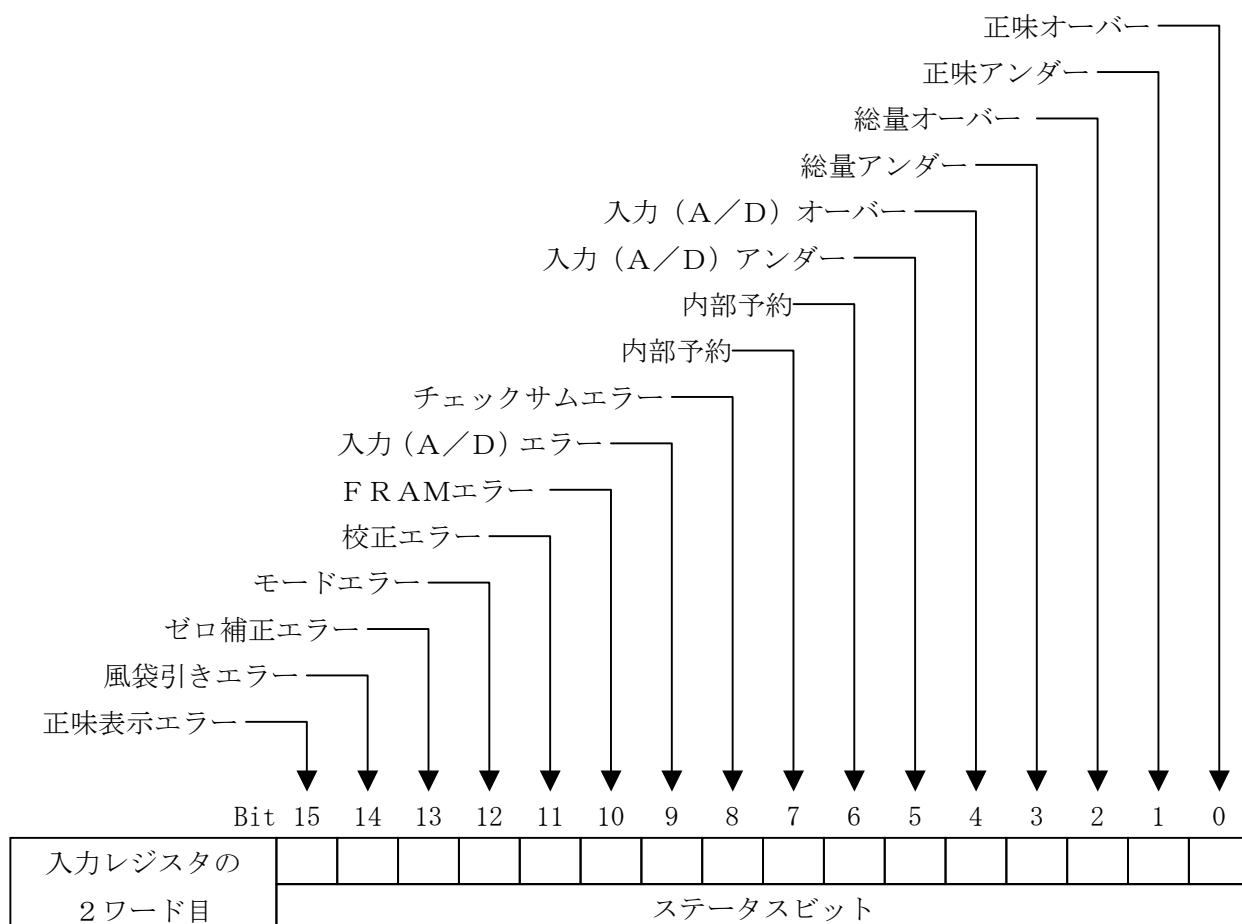 正味オーバー
正味アンダー
総量オーバー
総量アンダー
入力（A／D）オーバー
入力（A／D）アンダー
内部予約
内部予約
チェックサムエラー
入力（A／D）エラー
FRAMエラー
校正エラー
モードエラー
ゼロ補正エラー
風袋引きエラー
正味表示エラー
Bit 15 14 13 12 11 10 9 8 7 6 5 4 3 2 1 0
入力レジスタの
2ワード目
ステータスビット